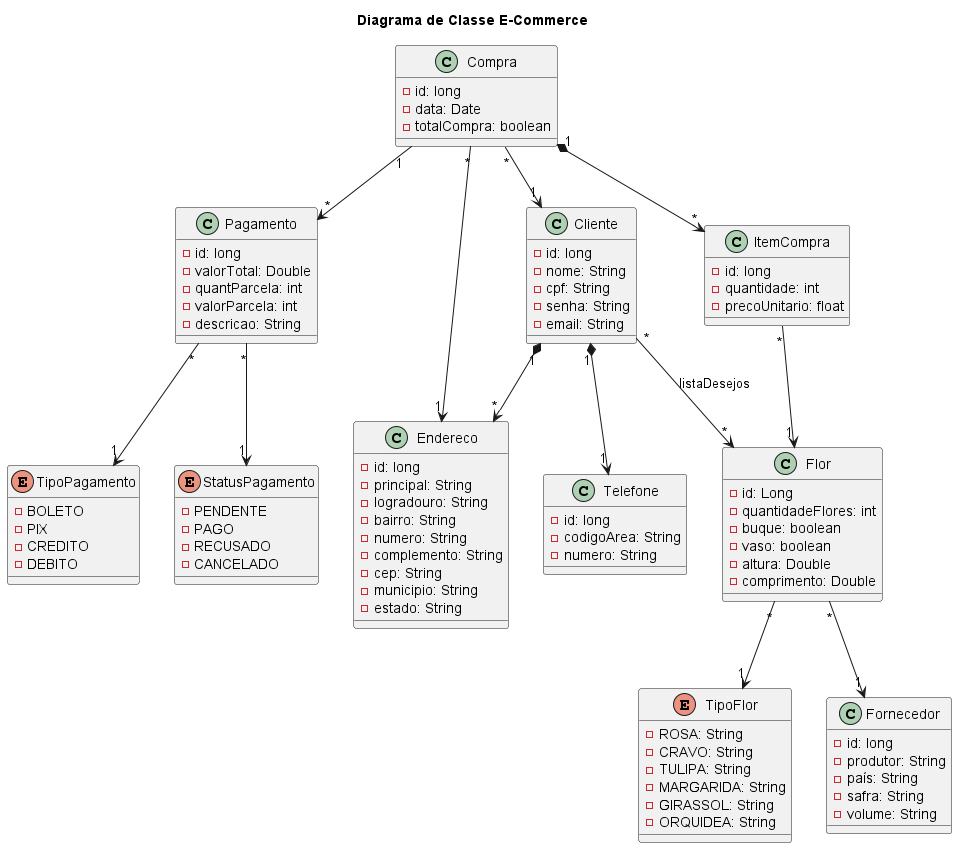 Diagrama de Classe E-Commerce
C Compra
id: long
data: Date
totalCompra: boolean
1
*
*
1
*
1
*
C Pagamento
id: long
valorTotal: Double
quantParcela: int
valorParcela: int
descricao: String
C Cliente
id: long
nome: String
cpf: String
senha: String
email: String
C ItemCompra
id: long
quantidade: int
precoUnitario: float
*
*
1
1
*
*
listaDesejos
1
1
1
*
1
*
1
E TipoPagamento
BOLETO
PIX
CREDITO
DEBITO
E StatusPagamento
PENDENTE
PAGO
RECUSADO
CANCELADO
C Endereco
id: long
principal: String
logradouro: String
bairro: String
numero: String
complemento: String
cep: String
municipio: String
estado: String
C Telefone
id: long
codigoArea: String
numero: String
C Flor
id: Long
quantidadeFlores: int
buque: boolean
vaso: boolean
altura: Double
comprimento: Double
*
*
1
1
E TipoFlor
ROSA: String
CRAVO: String
TULIPA: String
MARGARIDA: String
GIRASSOL: String
ORQUIDEA: String
C Fornecedor
id: long
produtor: String
país: String
safra: String
volume: String